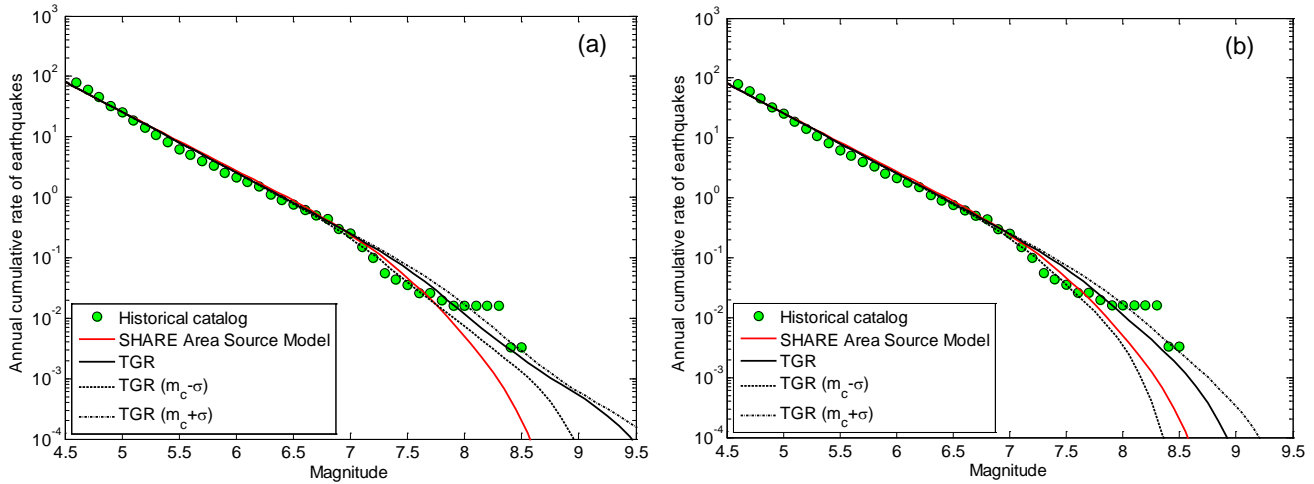 (a)
Annual cumulative rate of earthquakes
10^3
10^2
10^1
10^0
10^-1
10^-2
10^-3
10^-4
Historical catalog
SHARE Area Source Model
TGR
TGR (m_c-σ)
TGR (m_c+σ)
4.5 5 5.5 6 6.5 7 7.5 8 8.5 9 9.5
Magnitude
(b)
Annual cumulative rate of earthquakes
10^3
10^2
10^1
10^0
10^-1
10^-2
10^-3
10^-4
Historical catalog
SHARE Area Source Model
TGR
TGR (m_c-σ)
TGR (m_c+σ)
4.5 5 5.5 6 6.5 7 7.5 8 8.5 9 9.5
Magnitude